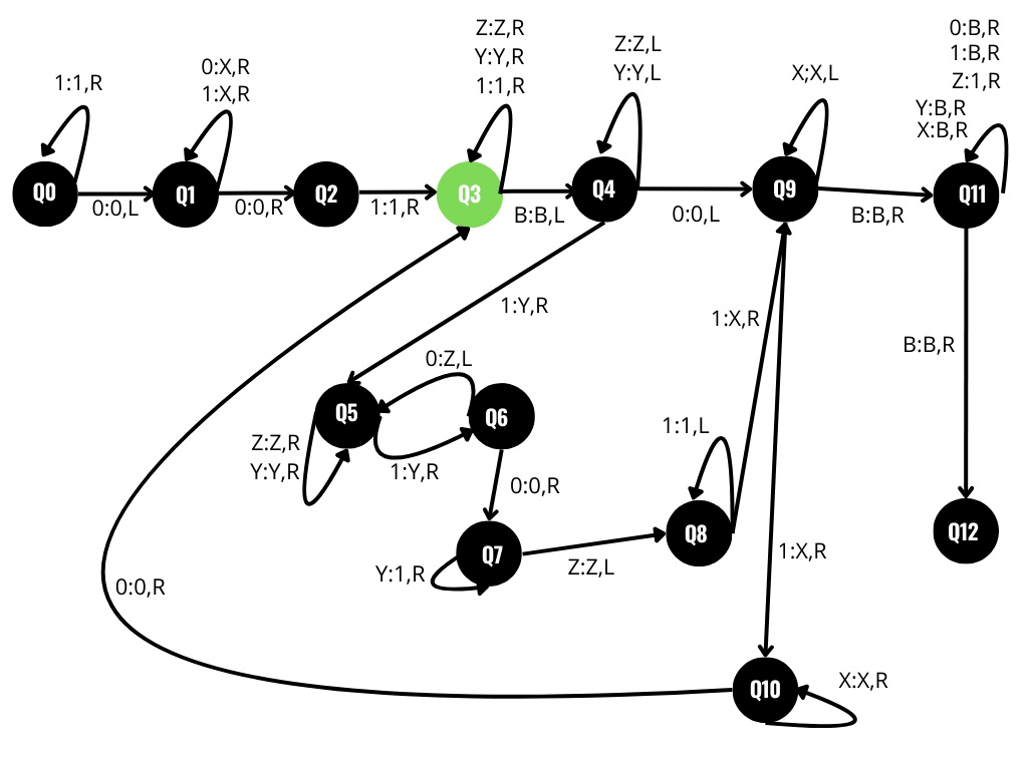 0:B,R
1:B,R
Z:1,R
Y:B,R
X:B,R
Z:Z,R
Y:Y,R
1:1,R
Z:Z,L
Y:Y,L
X;X,L
0:X,R
1:X,R
1:1,R
Q0
0:0,L
Q1
0:0,R
Q2
1:1,R
Q3
B:B,L
Q4
0:0,L
Q9
B:B,R
Q11
1:Y,R
1:X,R
B:B,R
0:Z,L
Q5
Q6
Z:Z,R
Y:Y,R
1:Y,R
1:1,L
0:0,R
Q7
Y:1,R
Z:Z,L
Q8
Q12
1:X,R
0:0,R
Q10
X:X,R